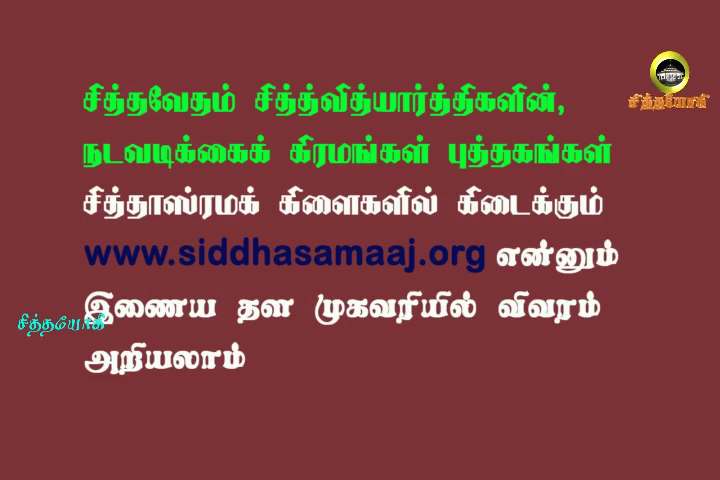 சித்தயோகி
சித்தவேதம் சித்த்வித்யார்த்திகளின்,
நடவடிக்கைக் கிரமங்கள் புத்தகங்கள்
சித்தாஸ்ரமக் கிளைகளில் கிடைக்கும்
www.siddhasamaaj.org என்னும்
இணைய தள முகவரியில் விவரம்
சித்தயோகி
அறியலாம்